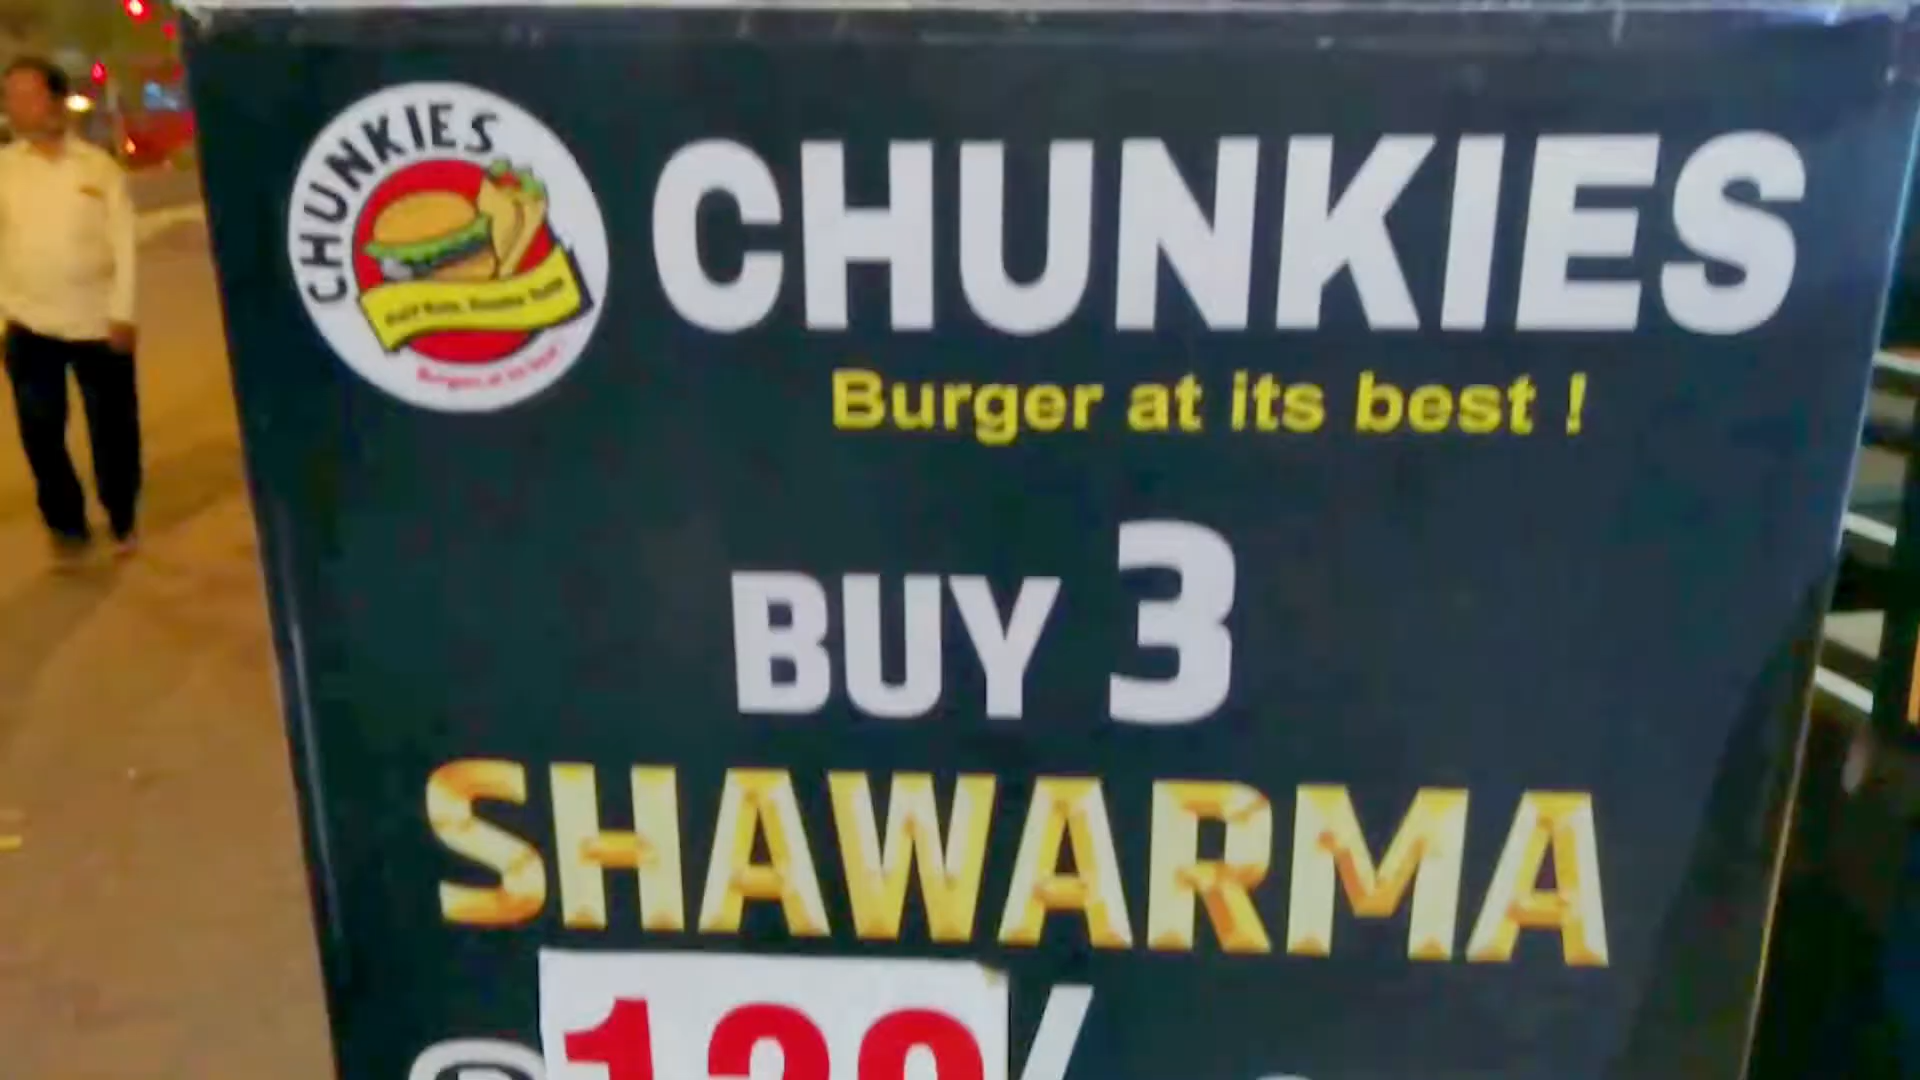 CHUNKIES
CHUNKIES
Burger at its best !
BUY 3
SHAWARMA